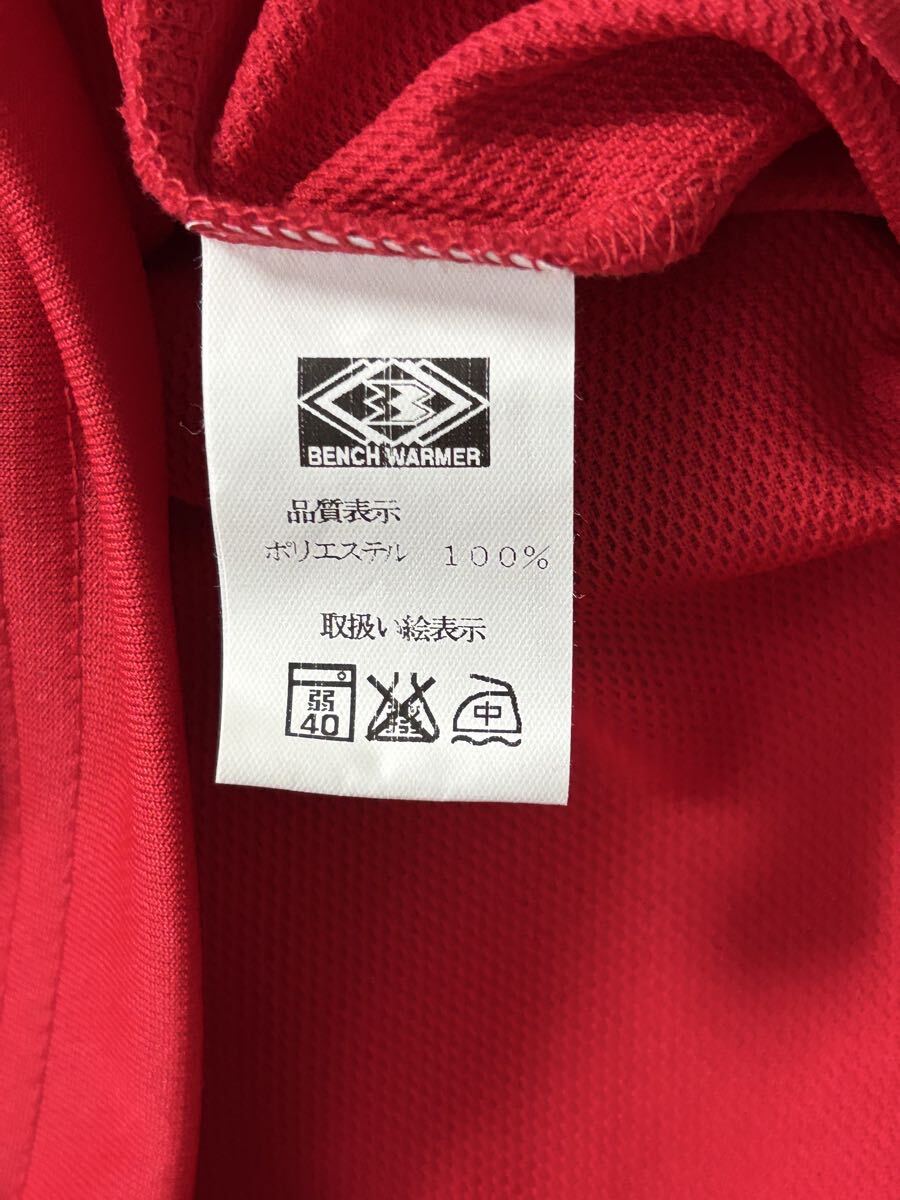 BENCH WARMER
品質表示
ポリエステル 100%
取扱い絵表示
弱 40
中